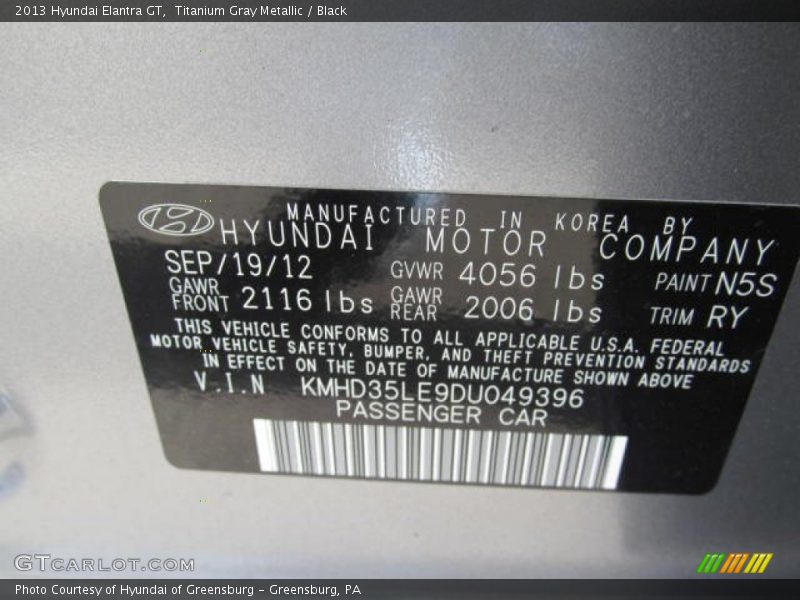 2013 Hyundai Elantra GT, Titanium Gray Metallic / Black
MANUFACTURED IN KOREA BY
HYUNDAI MOTOR COMPANY
SEP/19/12 GVWR 4056 lbs PAINT N5S
GAWR FRONT 2116 lbs GAWR REAR 2006 lbs TRIM RY
THIS VEHICLE CONFORMS TO ALL APPLICABLE U.S.A. FEDERAL
MOTOR VEHICLE SAFETY, BUMPER, AND THEFT PREVENTION STANDARDS
IN EFFECT ON THE DATE OF MANUFACTURE SHOWN ABOVE
V.I.N KMHD35LE9DU049396
PASSENGER CAR
GTCARLOT.COM
Photo Courtesy of Hyundai of Greensburg - Greensburg, PA